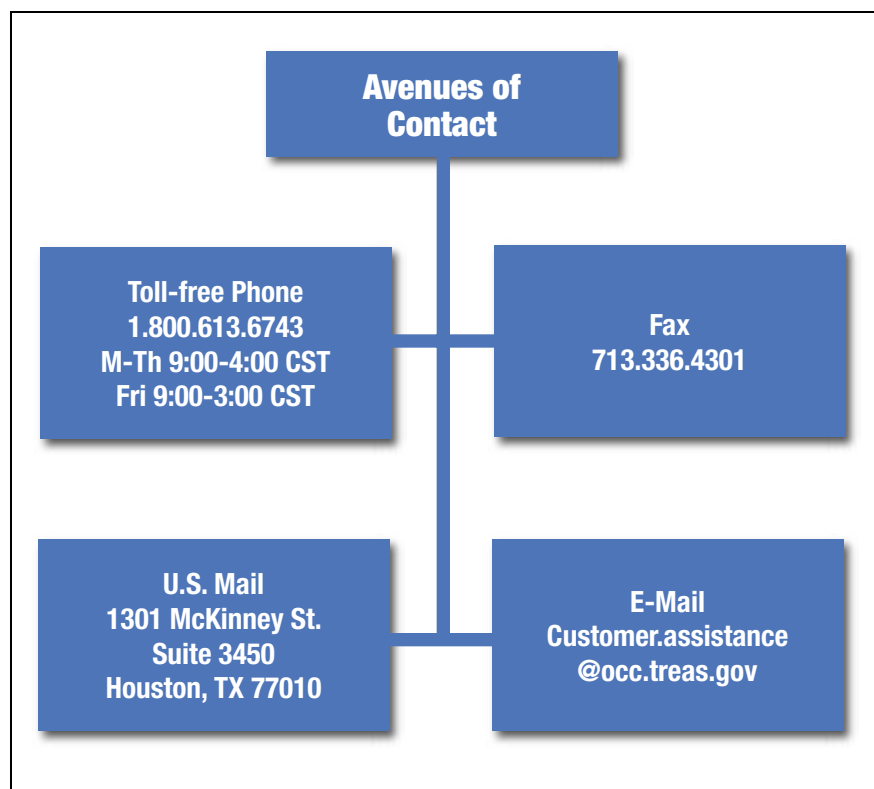 Avenues of
Contact
Toll-free Phone
1.800.613.6743
M-Th 9:00-4:00 CST
Fri 9:00-3:00 CST
Fax
713.336.4301
U.S. Mail
1301 McKinney St.
Suite 3450
Houston, TX 77010
E-Mail
Customer.assistance
@occ.treas.gov